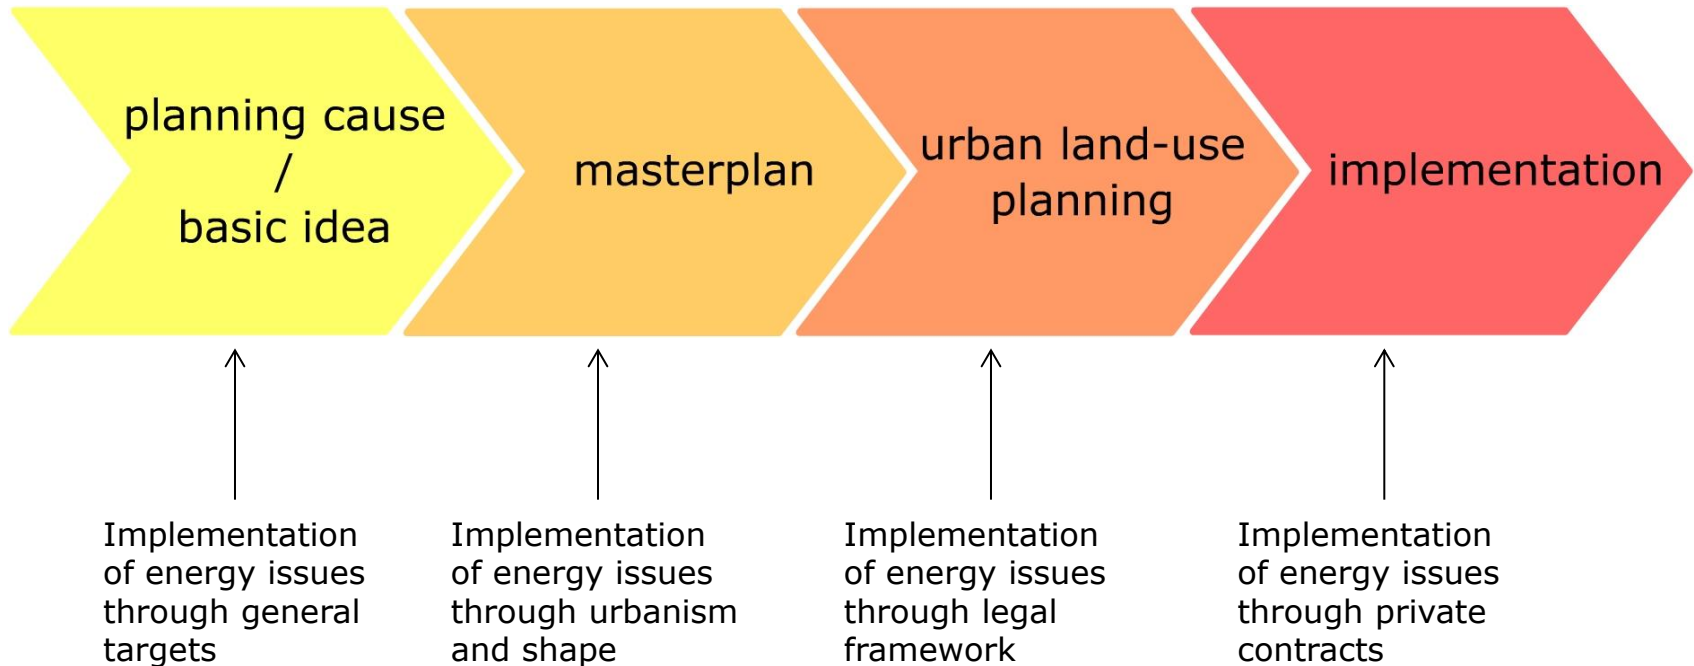 planning cause
/
basic idea
masterplan
urban land-use
planning
implementation
Implementation
of energy issues
through general
targets
Implementation
of energy issues
through urbanism
and shape
Implementation
of energy issues
through legal
framework
Implementation
of energy issues
through private
contracts